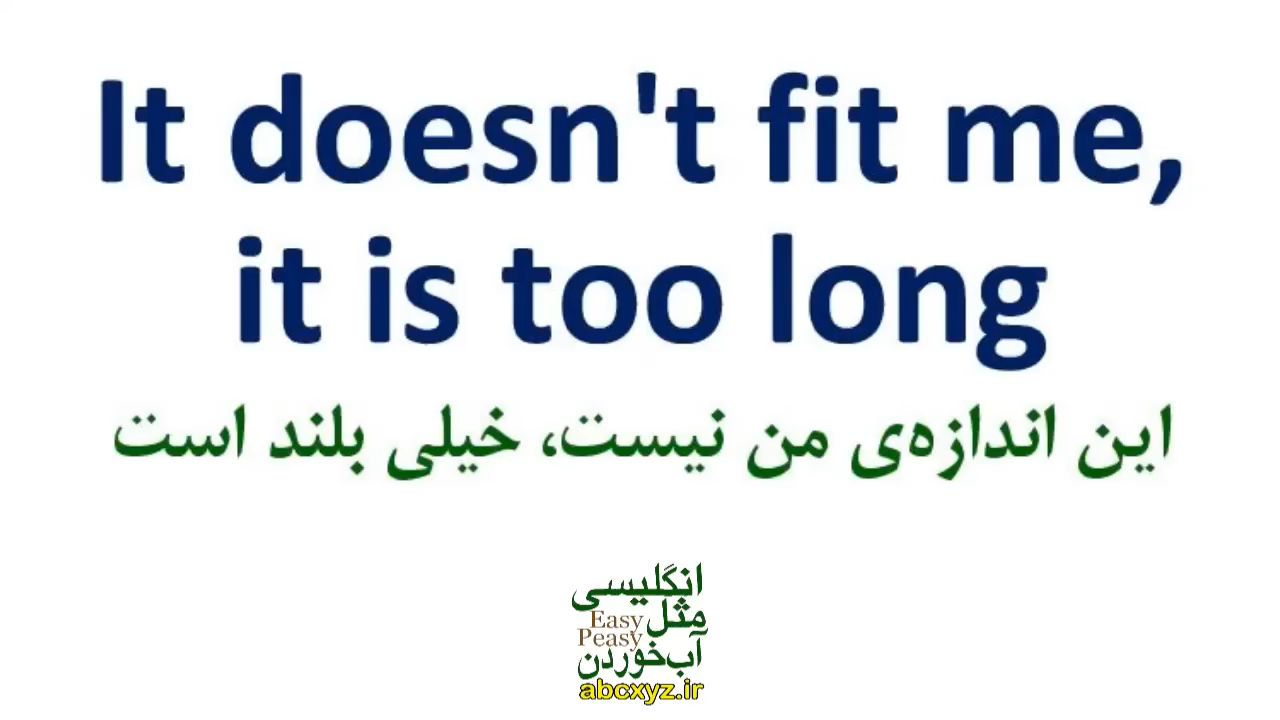 It doesn't fit me,
it is too long
این اندازه‌ی من نیست، خیلی بلند است
انگلیسی
مثل
Easy
Peasy
آب‌خوردن
abcxyz.ir